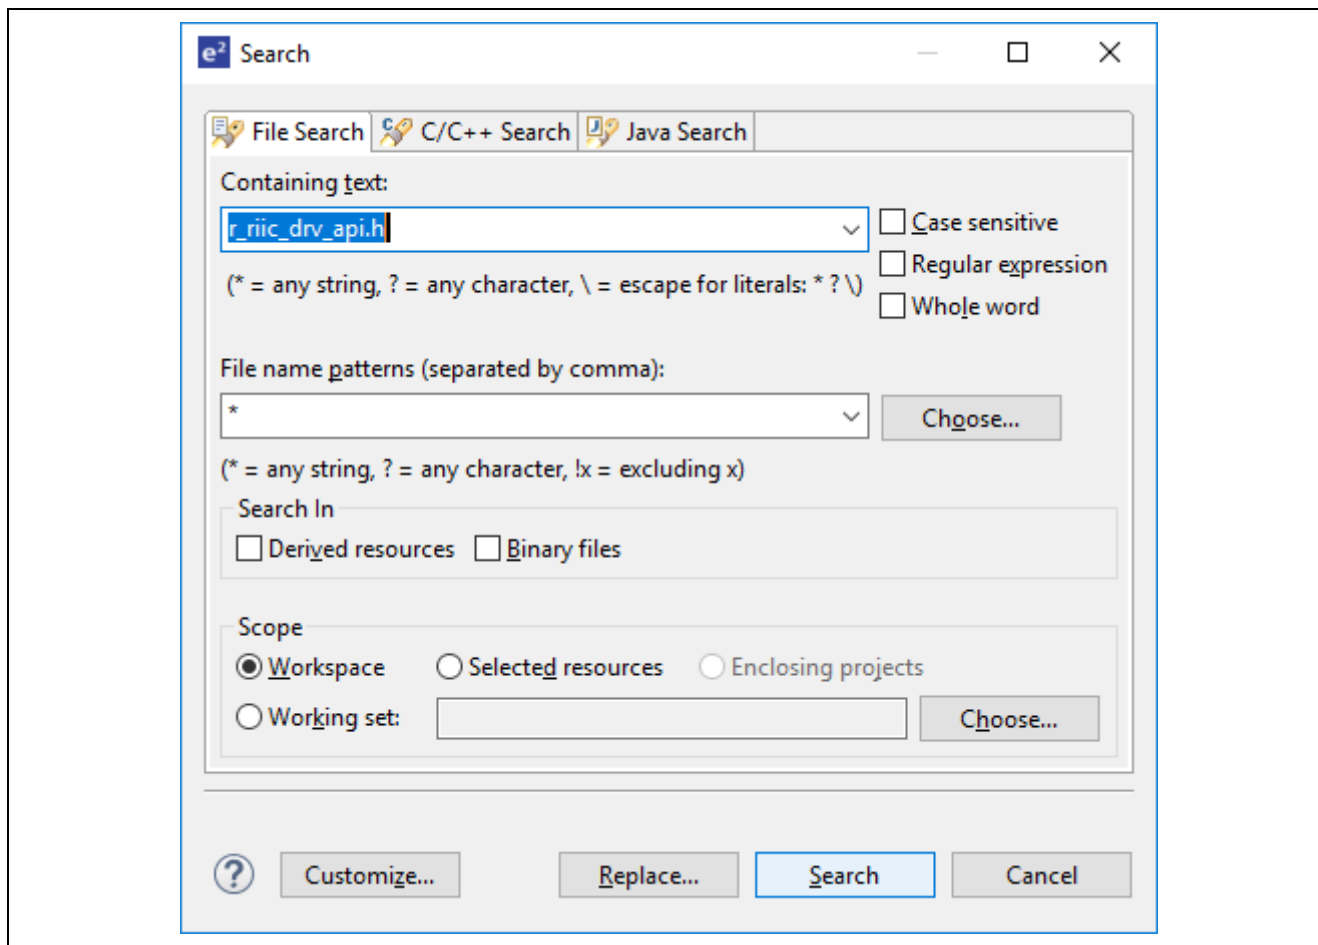 e² Search
File Search C/C++ Search Java Search
Containing text:
r_riic_drv_api.h
Case sensitive
Regular expression
(* = any string, ? = any character, \ = escape for literals: * ? \)
Whole word
File name patterns (separated by comma):
*
Choose...
(* = any string, ? = any character, !x = excluding x)
Search In
Derived resources Binary files
Scope
Workspace Selected resources Enclosing projects
Working set: Choose...
? Customize... Replace... Search Cancel